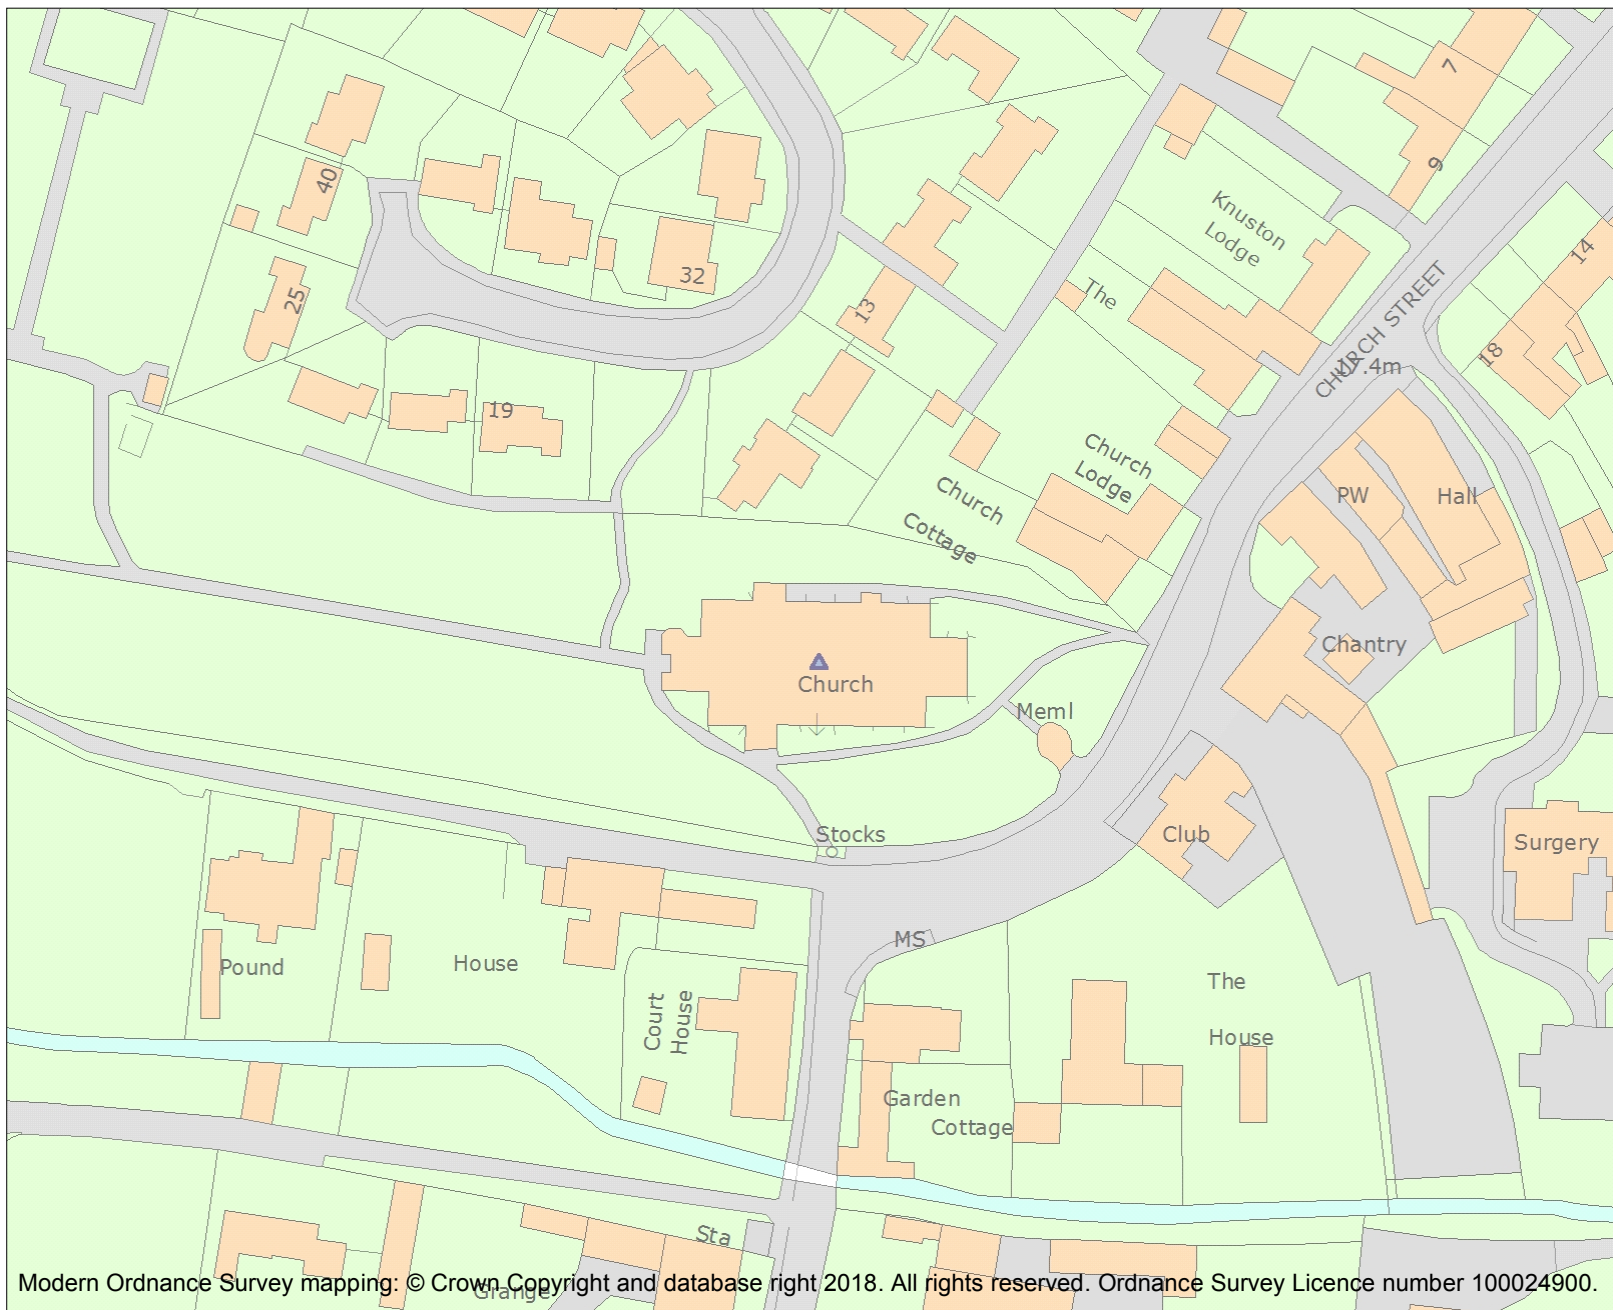 7
9
40
Knuston
Lodge
14
32
25
The
13
CHURCH STREET
.4m
18
19
Church
Lodge
Church
Cottage
PW
Hall
Chantry
Church
Meml
Stocks
Club
Surgery
MS
Pound
House
The
House
Court
House
Garden
Cottage
Sta
Grange
Modern Ordnance Survey mapping: © Crown Copyright and database right 2018. All rights reserved. Ordnance Survey Licence number 100024900.